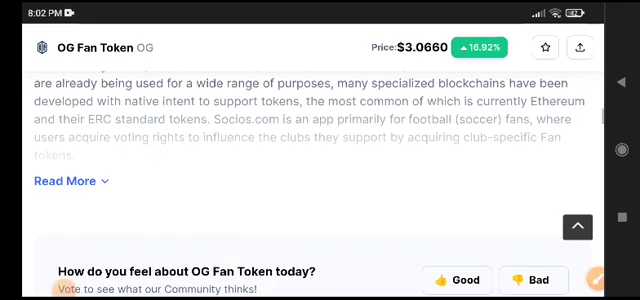 8:02 PM
62
OG Fan Token OG
Price:$3.0660
16.92%
are already being used for a wide range of purposes, many specialized blockchains have been
developed with native intent to support tokens, the most common of which is currently Ethereum
and their ERC standard tokens. Socios.com is an app primarily for football (soccer) fans, where
users acquire voting rights to influence the clubs they support by acquiring club-specific Fan
tokens.
Read More
How do you feel about OG Fan Token today?
Vote to see what our Community thinks!
👍 Good
👎 Bad